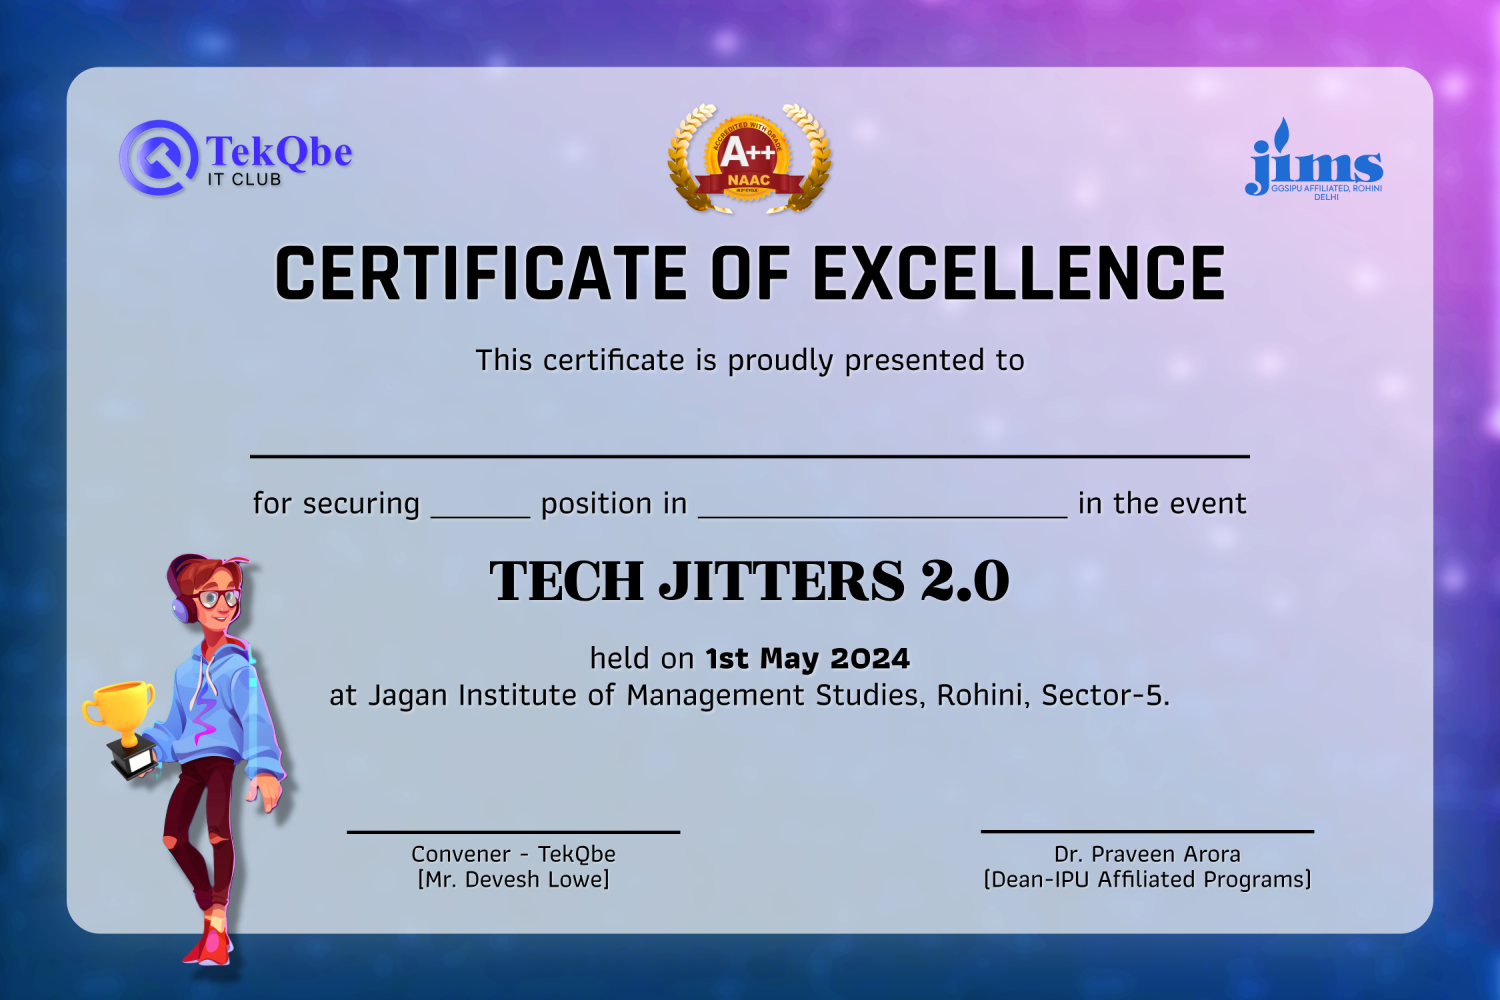 TekQbe
IT CLUB
ACCREDITED WITH GRADE
A++
NAAC
jims
GGSIPU AFFILIATED, ROHINI
DELHI
CERTIFICATE OF EXCELLENCE
This certificate is proudly presented to
for securing ______ position in ______________________ in the event
TECH JITTERS 2.0
held on 1st May 2024
at Jagan Institute of Management Studies, Rohini, Sector-5.
Convener - TekQbe
[Mr. Devesh Lowe]
Dr. Praveen Arora
(Dean-IPU Affiliated Programs)